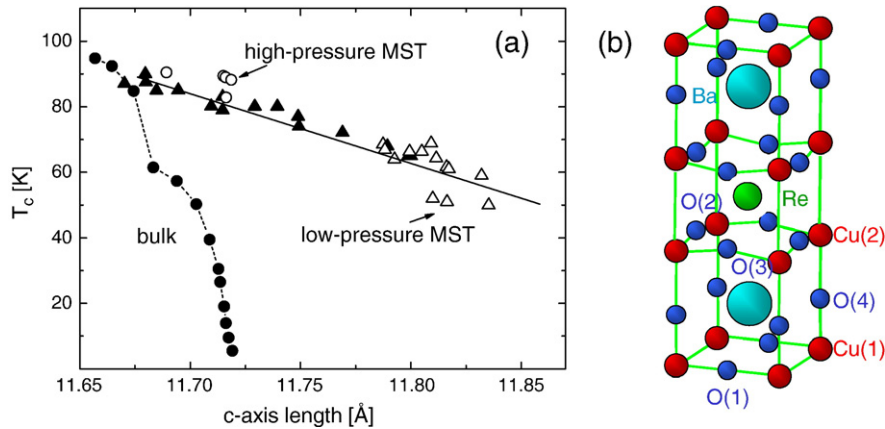 (a)
(b)
T_c [K]
100
80
60
40
20
high-pressure MST
bulk
low-pressure MST
11.65
11.70
11.75
11.80
11.85
c-axis length [Å]
Ba
Re
O(2)
Cu(2)
O(3)
O(4)
Cu(1)
O(1)